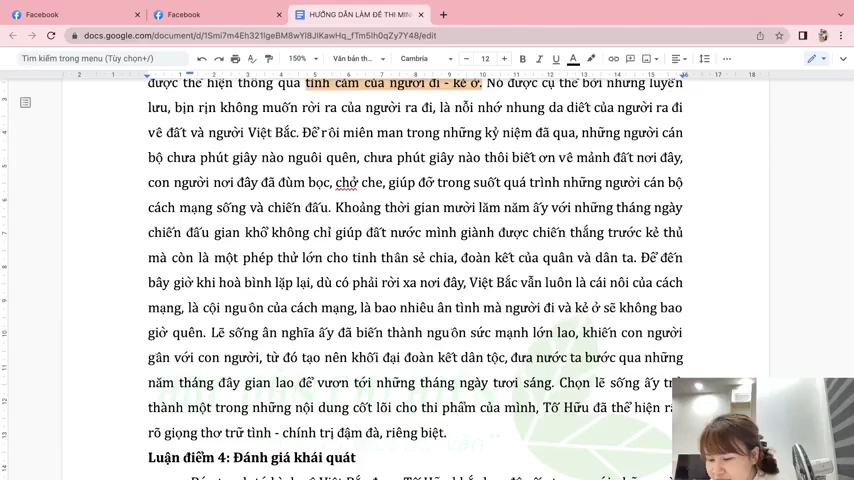 Facebook
Facebook
HƯỚNG DẪN LÀM ĐỀ THI MIN
docs.google.com/document/d/1Smi7m4Eh321IgeBM8wYl8JlKawHq_fTm5Ih0qZy7Y48/edit
Tìm kiếm trong menu (Tùy chọn+/)
150%
Văn bản th...
Cambria
12
được thể hiện thông qua tình cảm của người đi - kẻ ở. Nó được cụ thể bởi những luyến
lưu, bịn rịn không muốn rời ra của người ra đi, là nỗi nhớ nhung da diết của người ra đi
về đất và người Việt Bắc. Để rồi miên man trong những kỷ niệm đã qua, những người cán
bộ chưa phút giây nào nguôi quên, chưa phút giây nào thôi biết ơn về mảnh đất nơi đây,
con người nơi đây đã đùm bọc, chở che, giúp đỡ trong suốt quá trình những người cán bộ
cách mạng sống và chiến đấu. Khoảng thời gian mười lăm năm ấy với những tháng ngày
chiến đấu gian khổ không chỉ giúp đất nước mình giành được chiến thắng trước kẻ thủ
mà còn là một phép thử lớn cho tinh thân sẻ chia, đoàn kết của quân và dân ta. Để đến
bây giờ khi hoà bình lặp lại, dù có phải rời xa nơi đây, Việt Bắc vẫn luôn là cái nôi của cách
mạng, là cội nguồn của cách mạng, là bao nhiêu ân tình mà người đi và kẻ ở sẽ không bao
giờ quên. Lẽ sống ân nghĩa ấy đã biến thành nguồn sức mạnh lớn lao, khiến con người
gần với con người, từ đó tạo nên khối đại đoàn kết dân tộc, đưa nước ta bước qua những
năm tháng đầy gian lao để vươn tới những tháng ngày tươi sáng. Chọn lẽ sống ấy trở
thành một trong những nội dung cốt lõi cho thi phẩm của mình, Tố Hữu đã thể hiện
rõ giọng thơ trữ tình - chính trị đậm đà, riêng biệt.
Luận điểm 4: Đánh giá khái quát